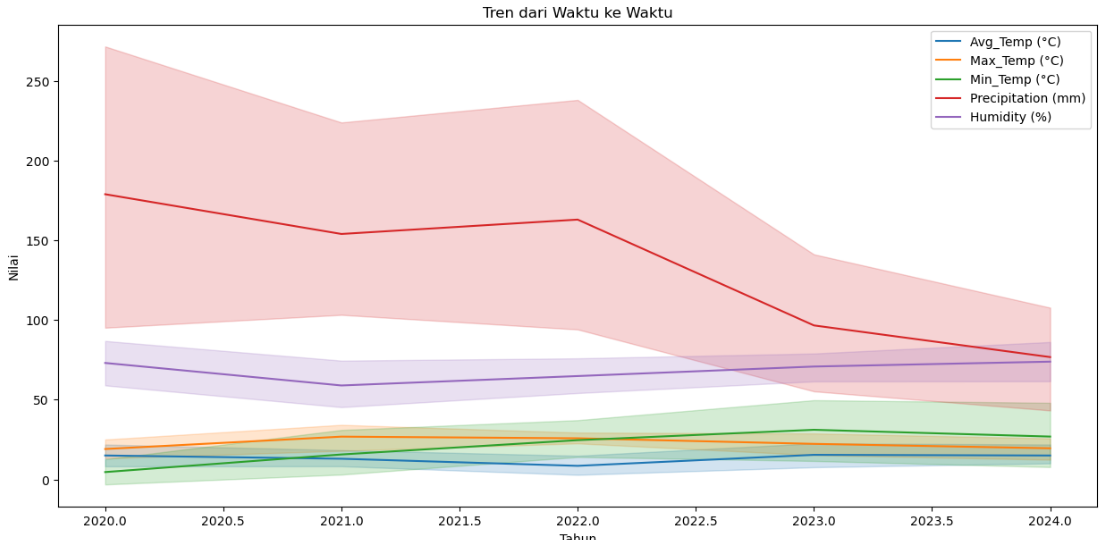 Tren dari Waktu ke Waktu
Avg_Temp (°C)
Max_Temp (°C)
Min_Temp (°C)
Precipitation (mm)
Humidity (%)
Nilai
250
200
150
100
50
0
2020.0 2020.5 2021.0 2021.5 2022.0 2022.5 2023.0 2023.5 2024.0
Tahun